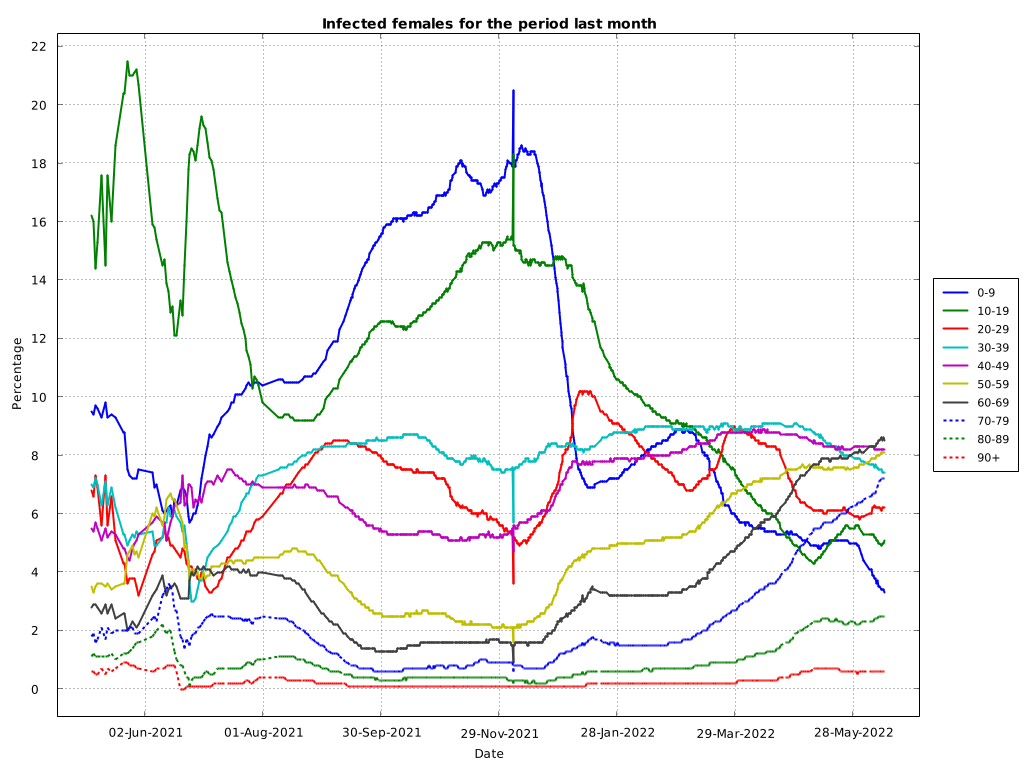 Infected females for the period last month
Percentage
22
20
18
16
14
12
10
8
6
4
2
0
02-Jun-2021
01-Aug-2021
30-Sep-2021
29-Nov-2021
28-Jan-2022
29-Mar-2022
28-May-2022
Date
0-9
10-19
20-29
30-39
40-49
50-59
60-69
70-79
80-89
90+